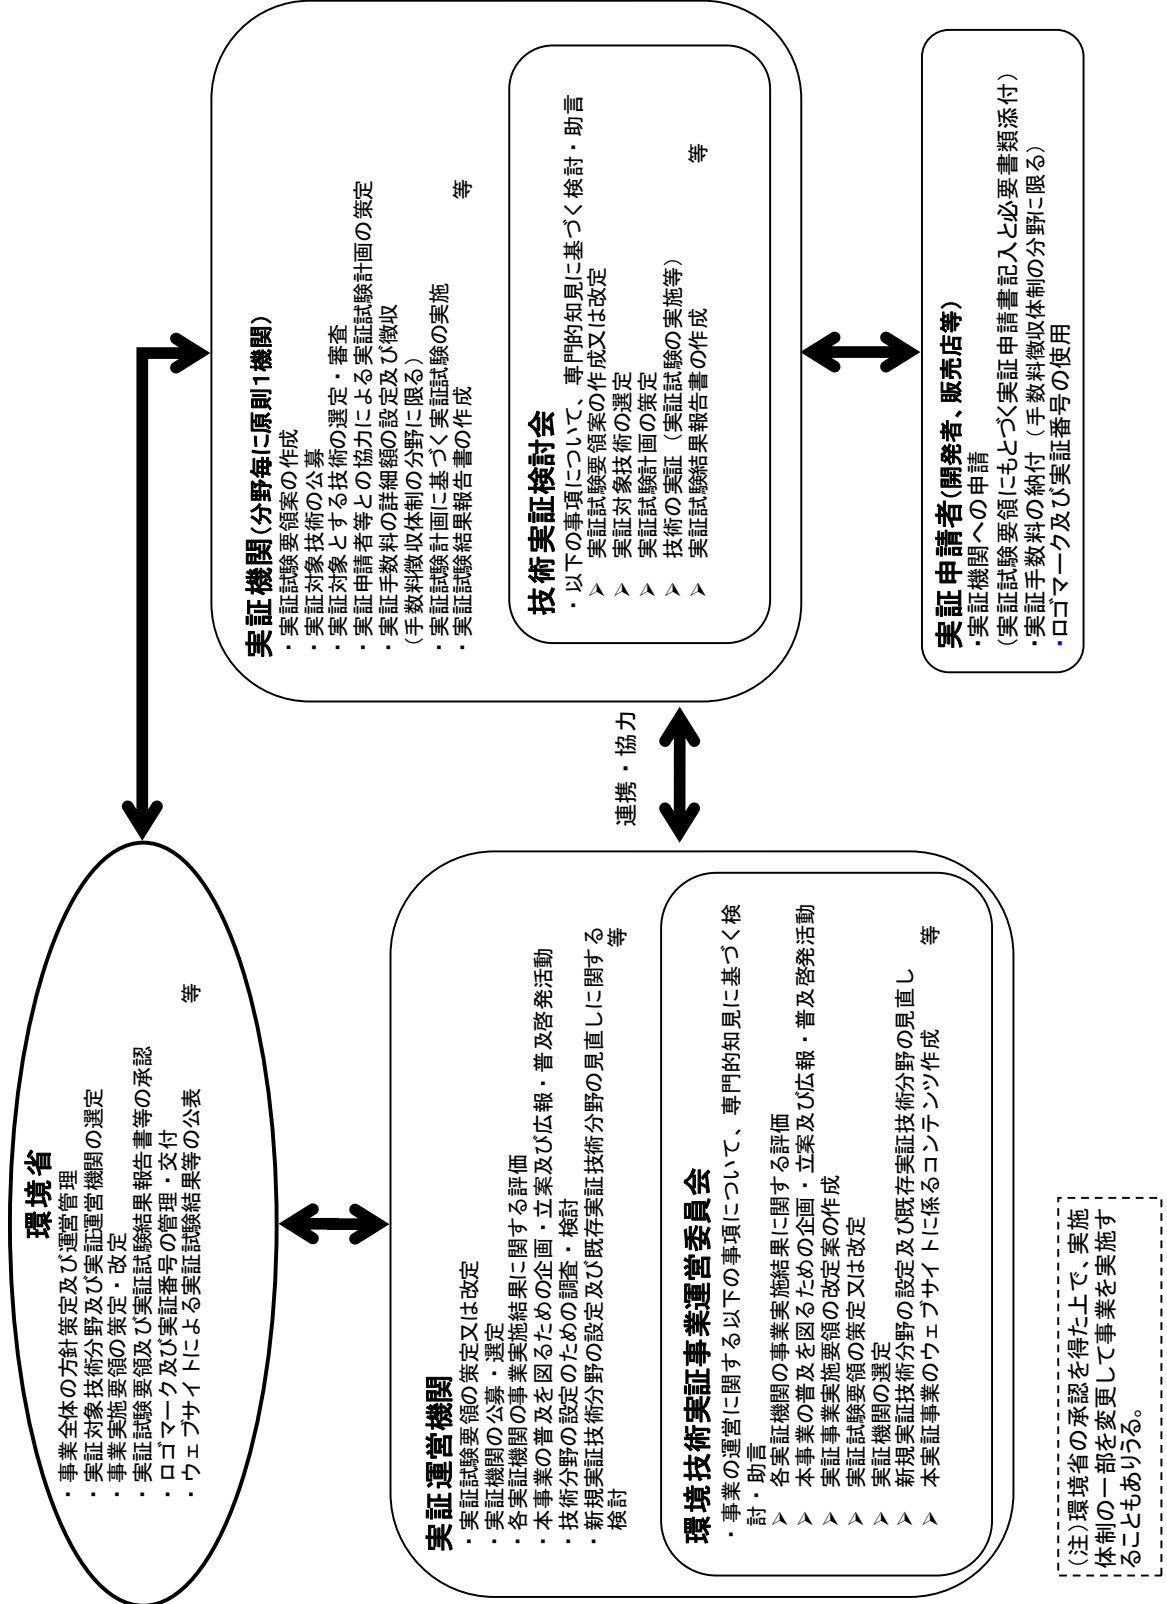 環境省
・事業全体の方針策定及び運営管理
・実証対象技術分野及び実証運営機関の選定
・事業実施要領の策定・改定
・実証試験要領及び実証試験結果報告書等の承認
・ロゴマーク及び実証番号の管理・交付
・ウェブサイトによる実証試験結果等の公表
等
実証運営機関
・実証試験要領の策定又は改定
・実証機関の公募・選定
・各実証機関の事業実施結果に関する評価
・本事業の普及を図るための企画・立案及び広報・普及啓発活動
・技術分野の設定のための調査・検討
・新規実証技術分野の設定及び既存実証技術分野の見直しに関する
検討
等
環境技術実証事業運営委員会
・事業の運営に関する以下の事項について、専門的知見に基づく検
討・助言
➢ 各実証機関の事業実施結果に関する評価
➢ 本事業の普及を図るための企画・立案及び広報・普及啓発活動
➢ 実証事業実施要領の改定案の作成
➢ 実証試験要領の策定又は改定
➢ 実証機関の選定
➢ 新規実証技術分野の設定及び既存実証技術分野の見直し
➢ 本実証事業のウェブサイトに係るコンテンツ作成
等
連携・協力
実証機関(分野毎に原則1機関)
・実証試験要領案の作成
・実証対象技術の公募
・実証対象とする技術の選定・審査
・実証申請者等との協力による実証試験計画の策定
・実証手数料の詳細額の設定及び徴収
(手数料徴収体制の分野に限る)
・実証試験計画に基づく実証試験の実施
・実証試験結果報告書の作成
等
技術実証検討会
・以下の事項について、専門的知見に基づく検討・助言
➢ 実証試験要領案の作成又は改定
➢ 実証対象技術の選定
➢ 実証試験計画の策定
➢ 技術の実証（実証試験の実施等）
➢ 実証試験結果報告書の作成
等
実証申請者(開発者、販売店等)
・実証機関への申請
(実証試験要領にもとづく実証申請書記入と必要書類添付)
・実証手数料の納付（手数料徴収体制の分野に限る）
・ロゴマーク及び実証番号の使用
(注)環境省の承認を得た上で、実施
体制の一部を変更して事業を実施す
ることもありうる。